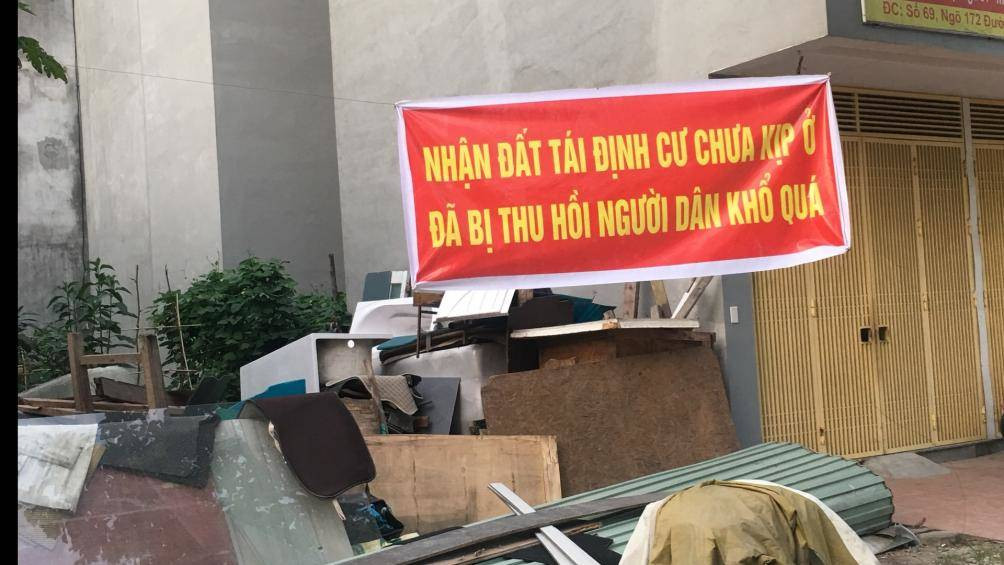 ĐC: Số 69, Ngõ 172 Đườ
NHẬN ĐẤT TÁI ĐỊNH CƯ CHƯA KỊP Ở
ĐÃ BỊ THU HỒI NGƯỜI DÂN KHỔ QUÁ